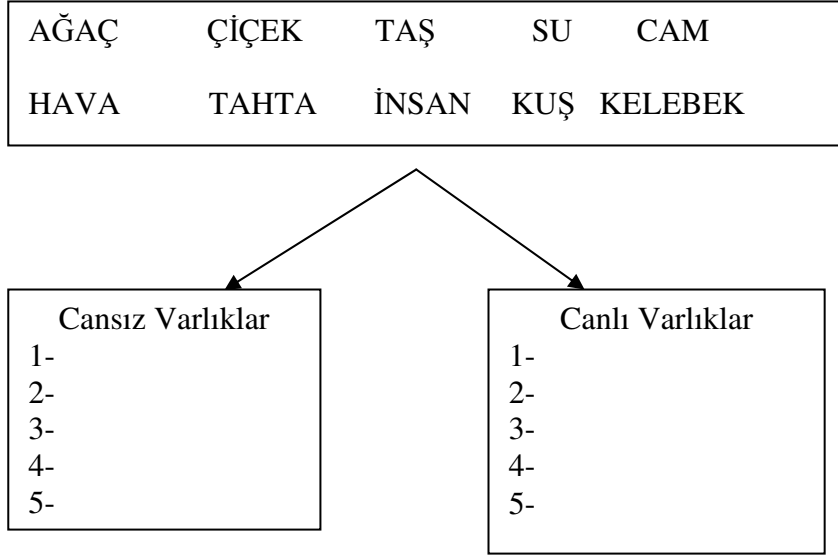 AĞAÇ ÇİÇEK TAŞ SU CAM
HAVA TAHTA İNSAN KUŞ KELEBEK
Cansız Varlıklar
1-
2-
3-
4-
5-
Canlı Varlıklar
1-
2-
3-
4-
5-